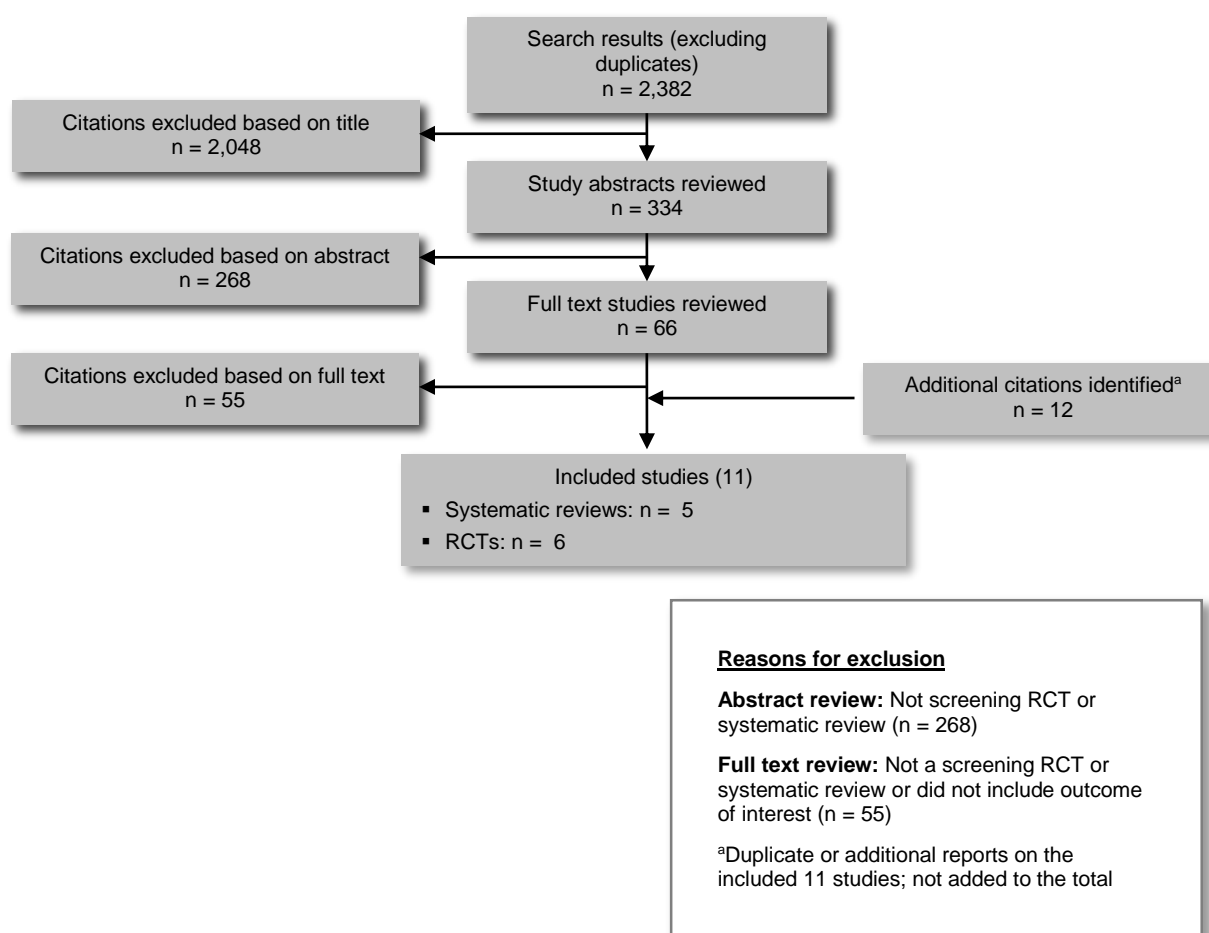 Search results (excluding
duplicates)
n = 2,382
Citations excluded based on title
n = 2,048
Study abstracts reviewed
n = 334
Citations excluded based on abstract
n = 268
Full text studies reviewed
n = 66
Citations excluded based on full text
n = 55
Additional citations identifiedᵃ
n = 12
Included studies (11)
▪ Systematic reviews: n = 5
▪ RCTs: n = 6
Reasons for exclusion
Abstract review: Not screening RCT or
systematic review (n = 268)
Full text review: Not a screening RCT or
systematic review or did not include outcome
of interest (n = 55)
ᵃDuplicate or additional reports on the
included 11 studies; not added to the total